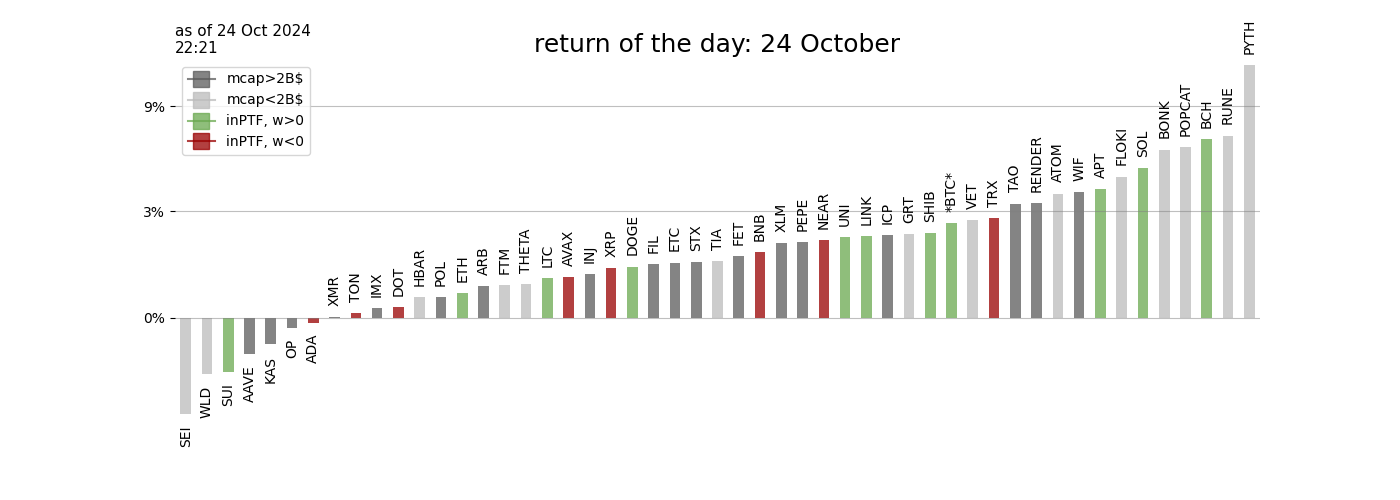 as of 24 Oct 2024
22:21
return of the day: 24 October
mcap>2B$
mcap<2B$
inPTF, w>0
inPTF, w<0
9%
3%
0%
SEI
WLD
SUI
AAVE
KAS
OP
ADA
XMR
TON
IMX
DOT
HBAR
POL
ETH
ARB
FTM
THETA
LTC
AVAX
INJ
XRP
DOGE
FIL
ETC
STX
TIA
FET
BNB
XLM
PEPE
NEAR
UNI
LINK
ICP
GRT
SHIB
*BTC*
VET
TRX
TAO
RENDER
ATOM
WIF
APT
FLOKI
SOL
BONK
POPCAT
BCH
RUNE
PYTH